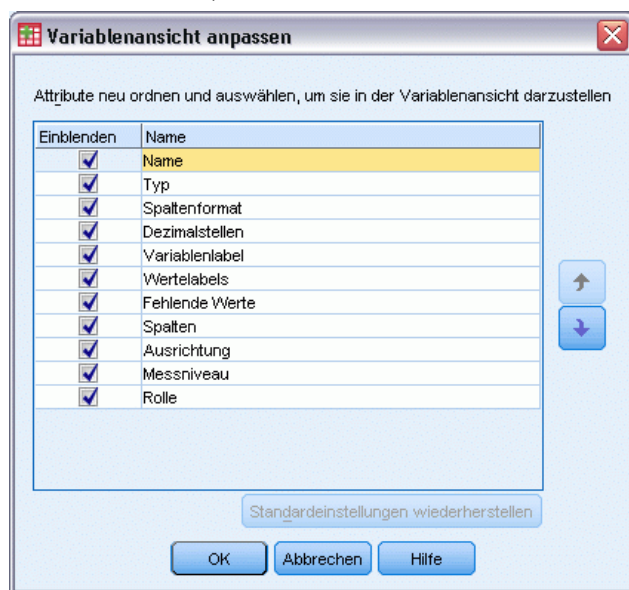 Variablenansicht anpassen
Attribute neu ordnen und auswählen, um sie in der Variablenansicht darzustellen
Einblenden Name
Name
Typ
Spaltenformat
Dezimalstellen
Variablenlabel
Wertelabels
Fehlende Werte
Spalten
Ausrichtung
Messniveau
Rolle
Standardeinstellungen wiederherstellen
OK Abbrechen Hilfe